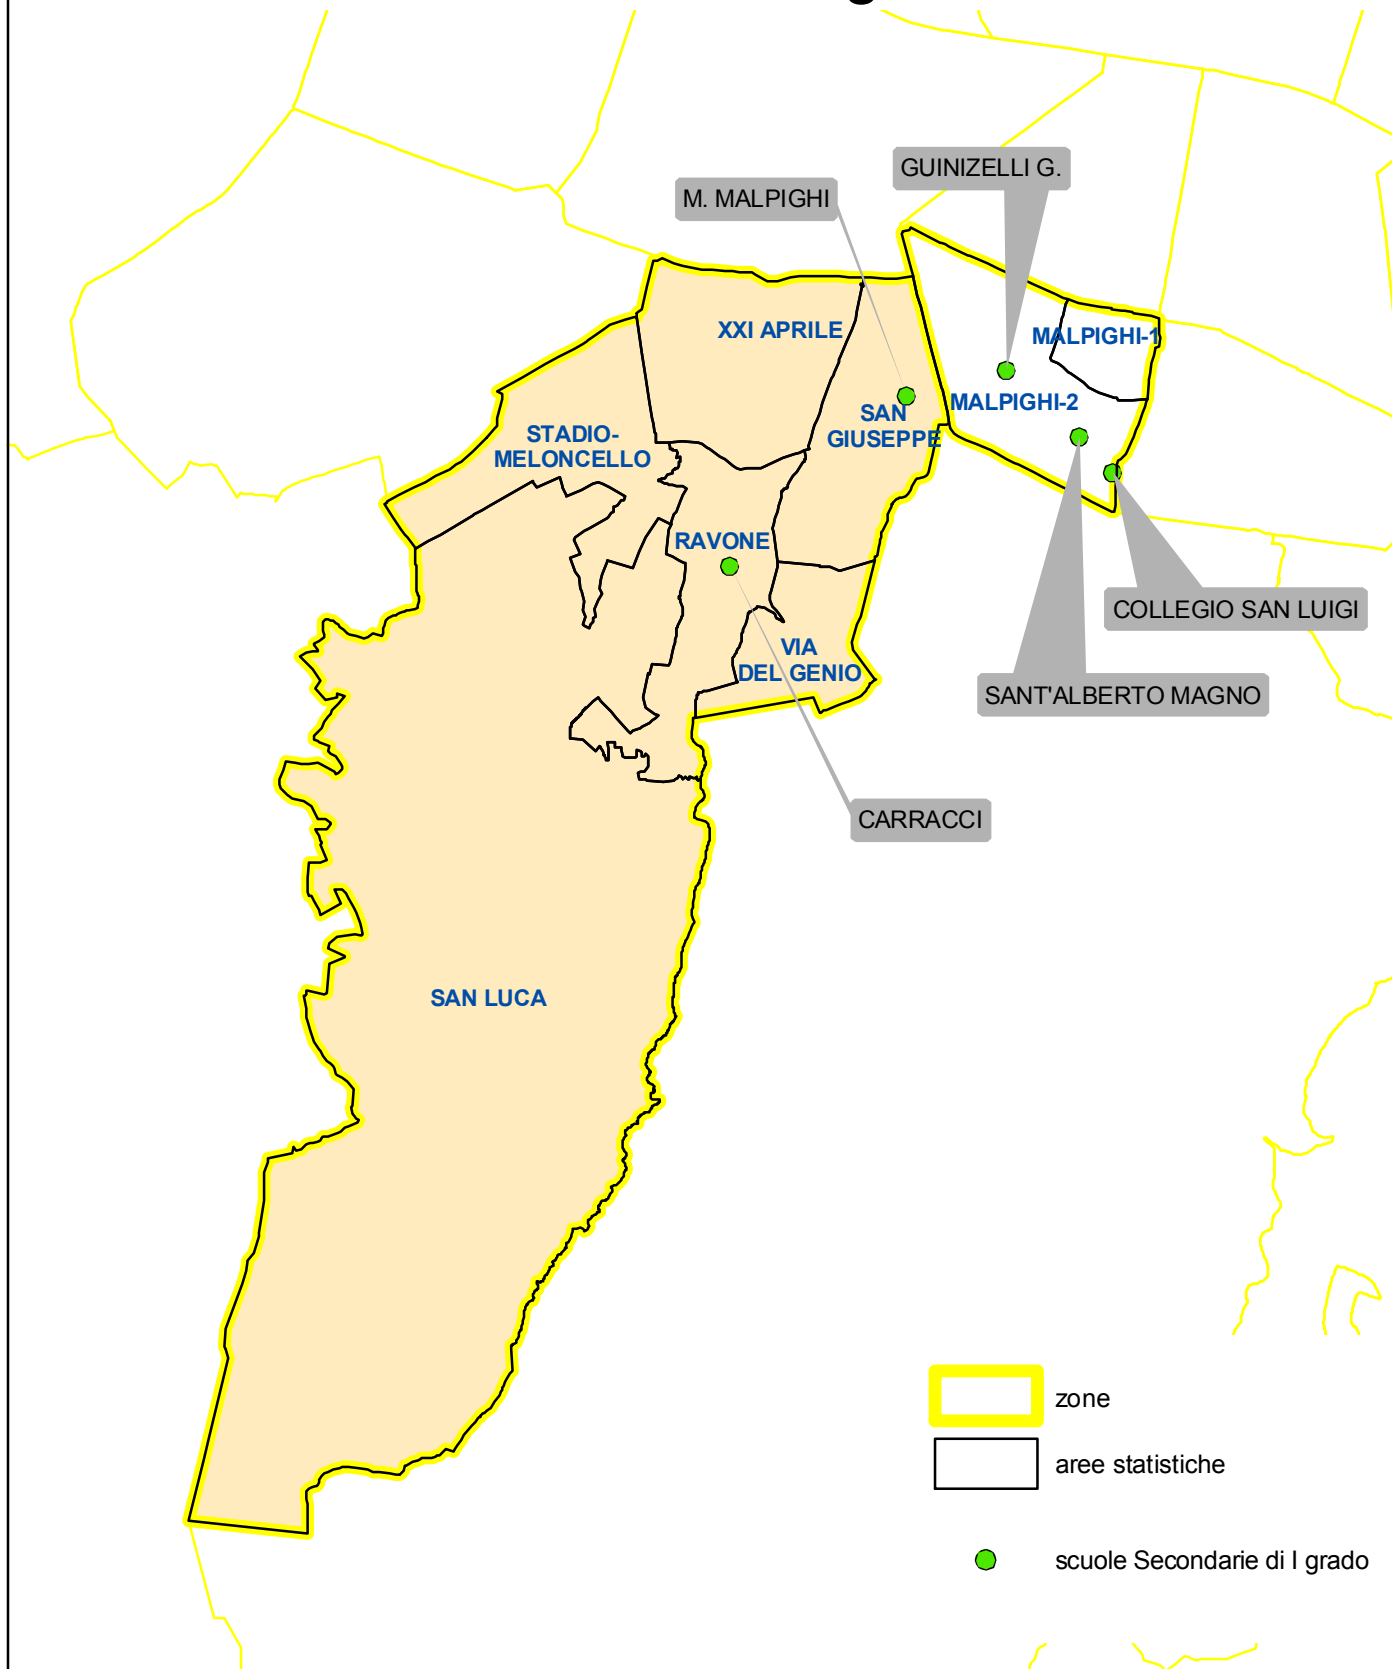 GUINIZELLI G.
M. MALPIGHI
XXI APRILE
MALPIGHI-1
MALPIGHI-2
SAN
GIUSEPPE
STADIO-
MELONCELLO
RAVONE
COLLEGIO SAN LUIGI
VIA
DEL GENIO
SANT'ALBERTO MAGNO
CARRACCI
SAN LUCA
zone
aree statistiche
scuole Secondarie di I grado